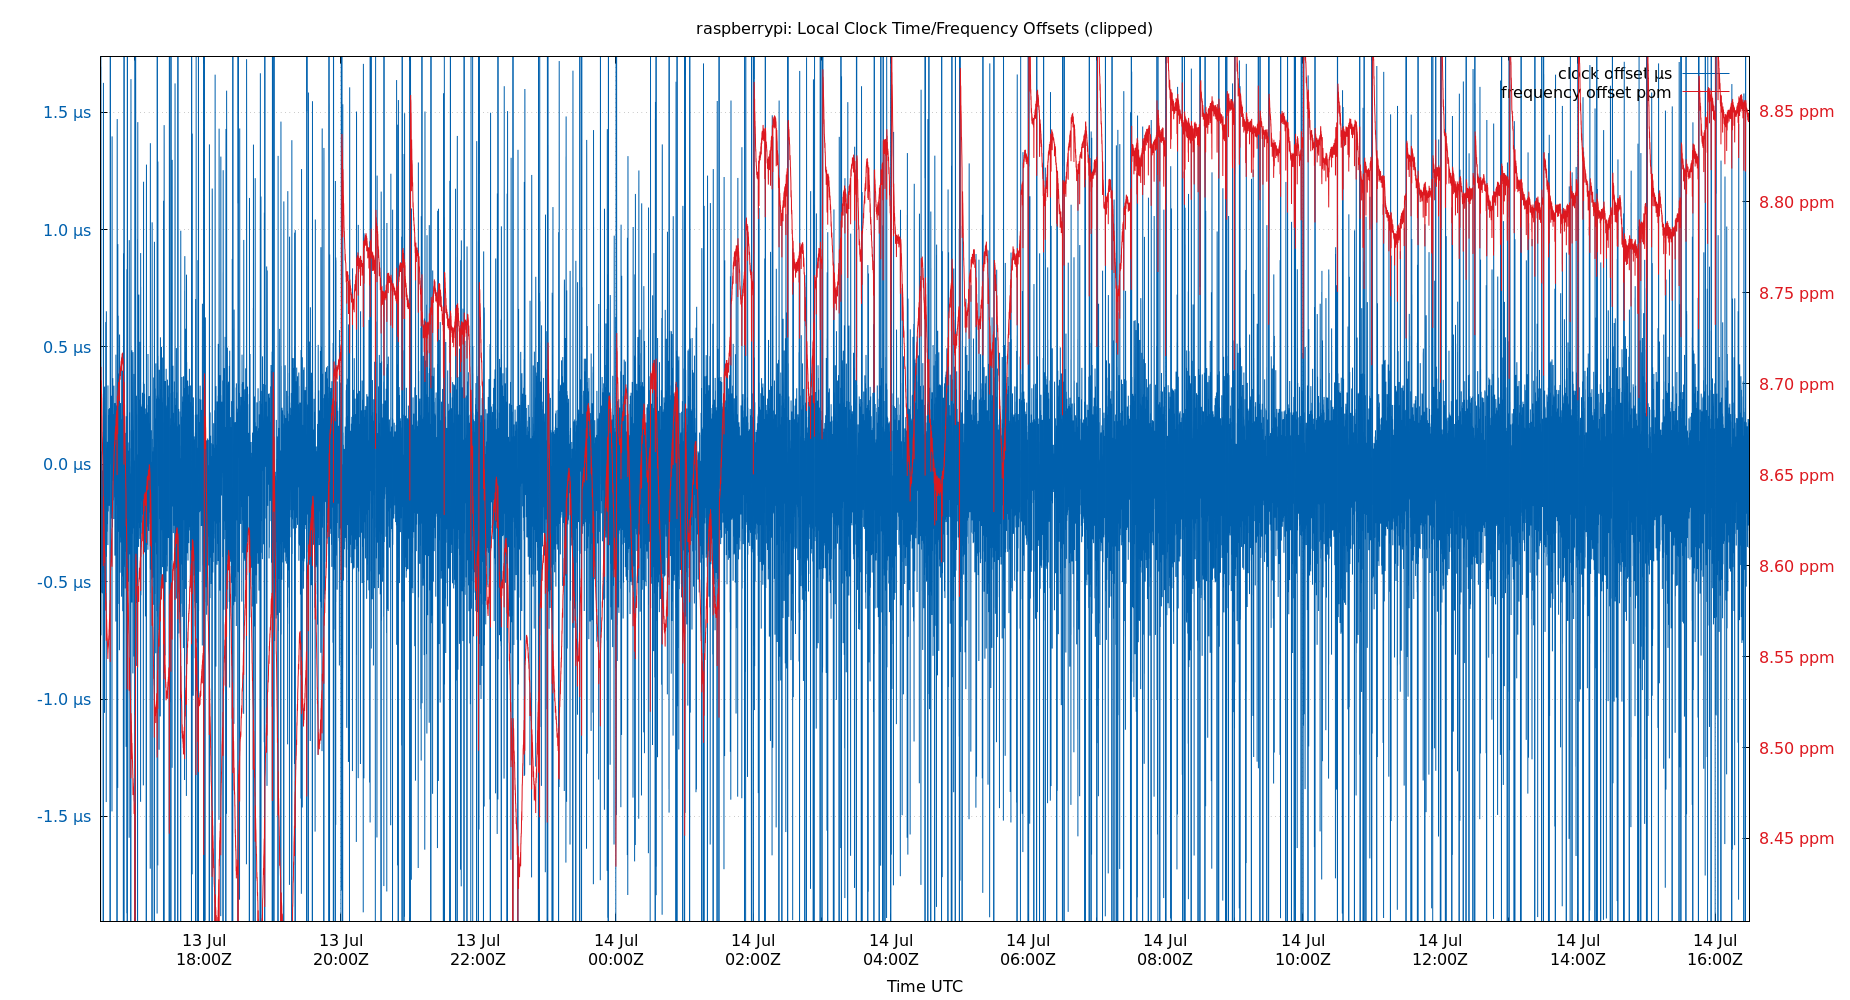 raspberrypi: Local Clock Time/Frequency Offsets (clipped)
clock offset µs
frequency offset ppm
1.5 µs
1.0 µs
0.5 µs
0.0 µs
-0.5 µs
-1.0 µs
-1.5 µs
8.85 ppm
8.80 ppm
8.75 ppm
8.70 ppm
8.65 ppm
8.60 ppm
8.55 ppm
8.50 ppm
8.45 ppm
13 Jul 13 Jul 13 Jul 14 Jul 14 Jul 14 Jul 14 Jul 14 Jul 14 Jul 14 Jul 14 Jul 14 Jul
18:00Z 20:00Z 22:00Z 00:00Z 02:00Z 04:00Z 06:00Z 08:00Z 10:00Z 12:00Z 14:00Z 16:00Z
Time UTC